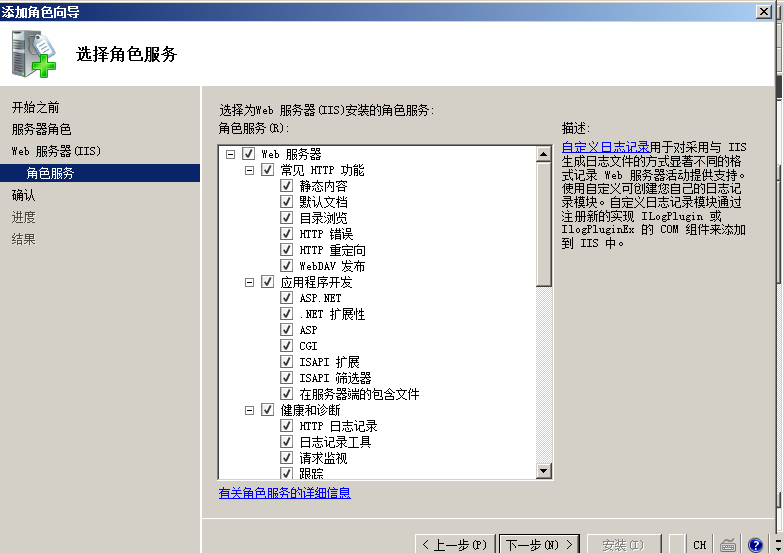 添加角色向导
选择角色服务
开始之前
服务器角色
Web 服务器(IIS)
角色服务
确认
进度
结果
选择为Web 服务器(IIS)安装的角色服务:
角色服务(R):
Web 服务器
常见 HTTP 功能
静态内容
默认文档
目录浏览
HTTP 错误
HTTP 重定向
WebDAV 发布
应用程序开发
ASP.NET
.NET 扩展性
ASP
CGI
ISAPI 扩展
ISAPI 筛选器
在服务器端的包含文件
健康和诊断
HTTP 日志记录
日志记录工具
请求监视
跟踪
有关角色服务的详细信息
描述:
自定义日志记录用于对采用与 IIS
生成日志文件的方式显著不同的格
式记录 Web 服务器活动提供支持。
使用自定义可创建您自己的日志记
录模块。自定义日志记录模块通过
注册新的实现 ILogPlugin 或
ILogPluginEx 的 COM 组件来添加
到 IIS 中。
< 上一步(P)
下一步(N) >
安装(I)
CH